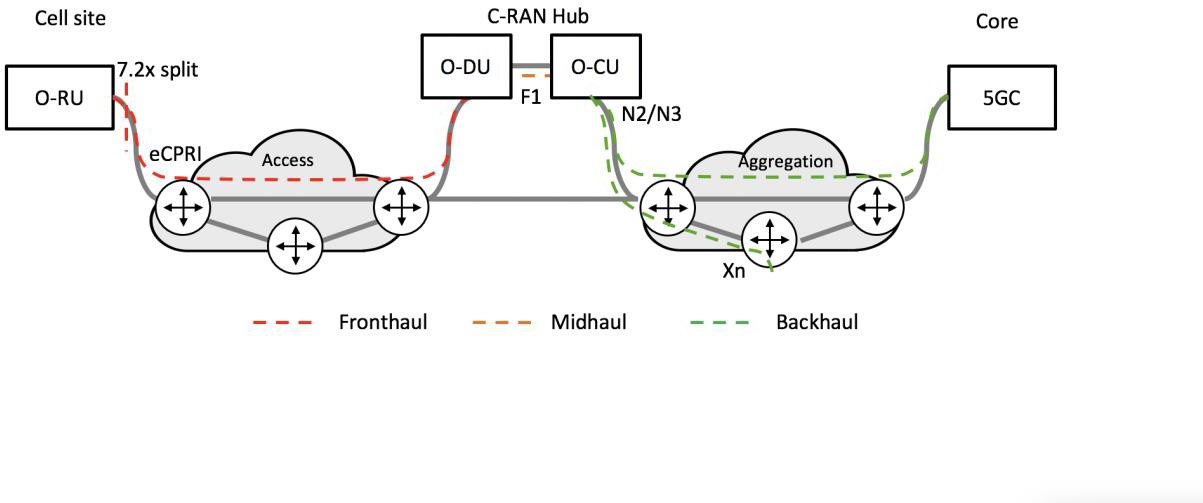 Cell site
C-RAN Hub
Core
O-RU
7.2x split
O-DU
O-CU
F1
N2/N3
5GC
eCPRI
Access
Aggregation
Xn
Fronthaul
Midhaul
Backhaul